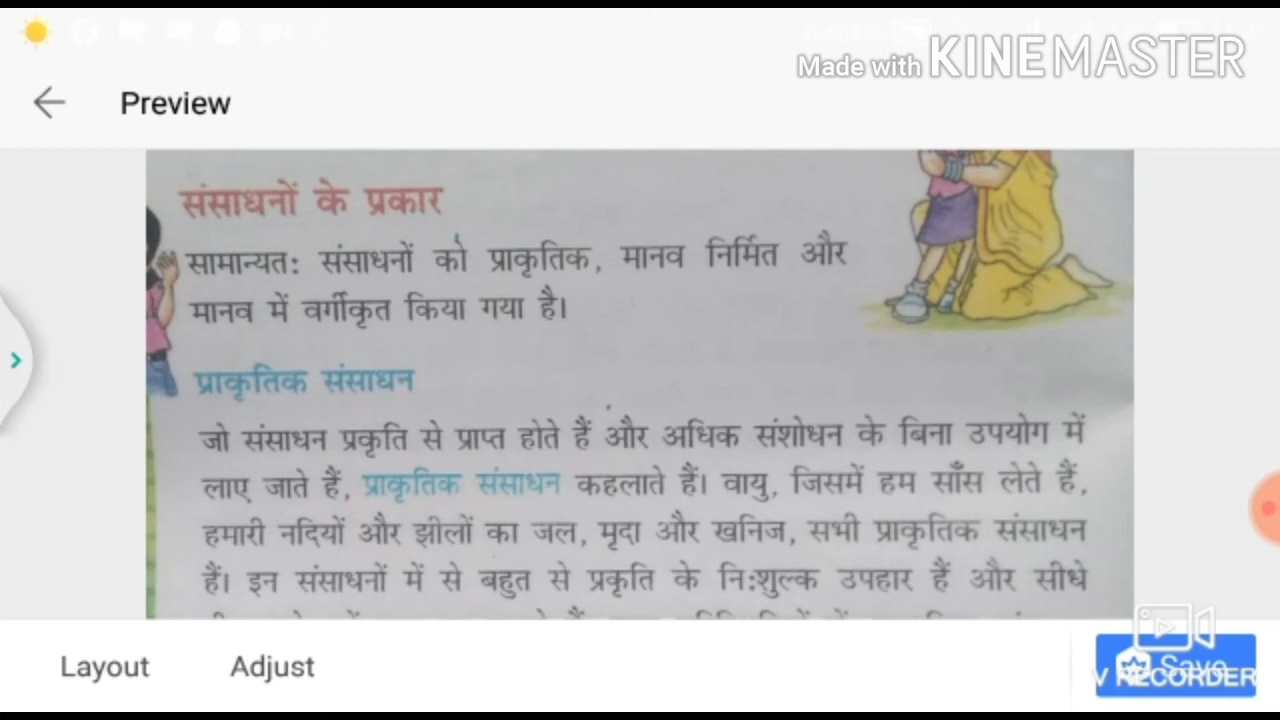 Made with KINEMASTER
Preview
संसाधनों के प्रकार
सामान्यत: संसाधनों को प्राकृतिक, मानव निर्मित और
मानव में वर्गीकृत किया गया है।
प्राकृतिक संसाधन
जो संसाधन प्रकृति से प्राप्त होते हैं और अधिक संशोधन के बिना उपयोग में
लाए जाते हैं, प्राकृतिक संसाधन कहलाते हैं। वायु, जिसमें हम साँस लेते हैं,
हमारी नदियों और झीलों का जल, मृदा और खनिज, सभी प्राकृतिक संसाधन
हैं। इन संसाधनों में से बहुत से प्रकृति के नि:शुल्क उपहार हैं और सीधे
Layout Adjust Save
V RECORDER